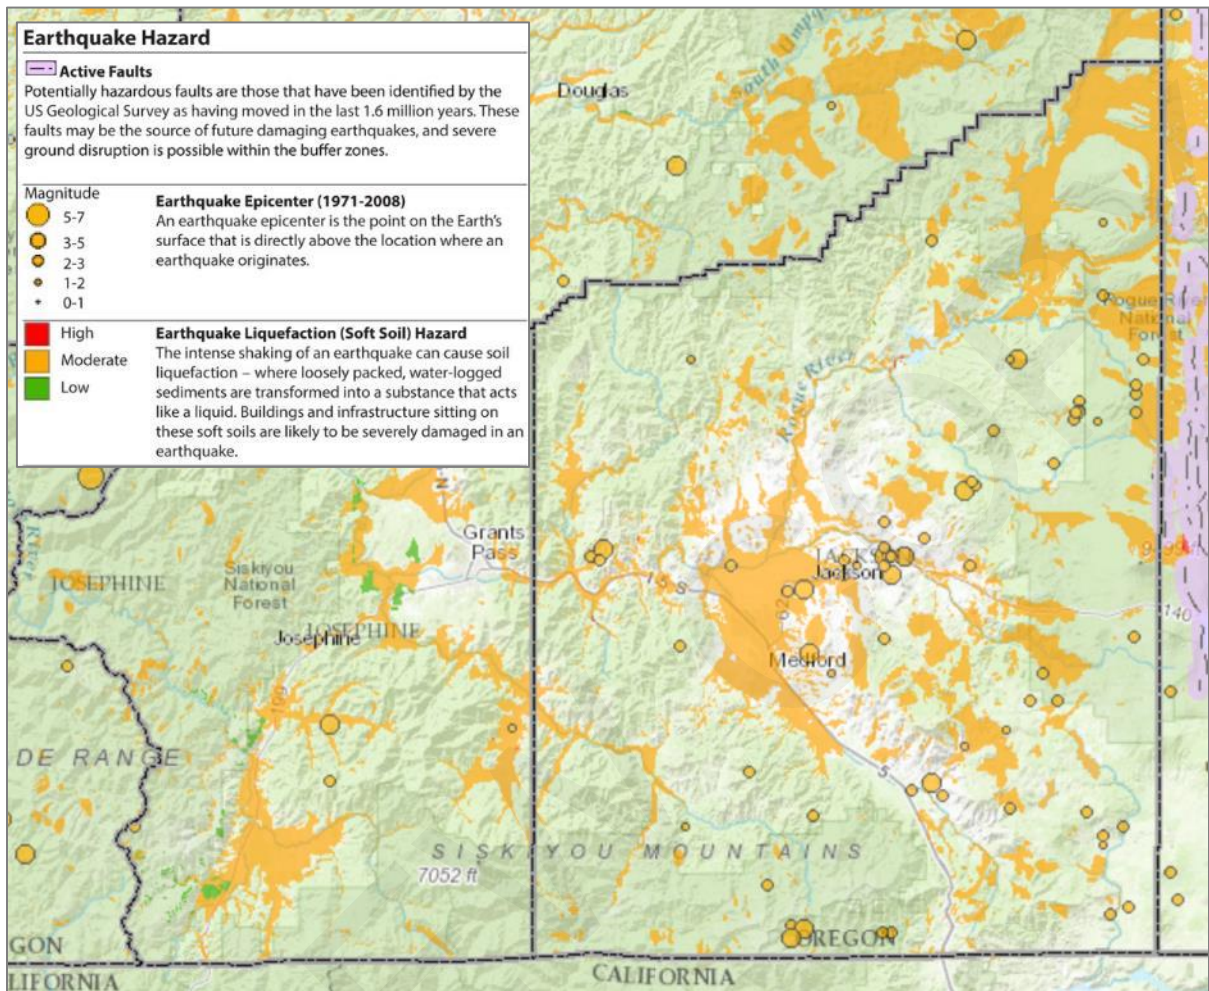 Earthquake Hazard
Active Faults
Potentially hazardous faults are those that have been identified by the
US Geological Survey as having moved in the last 1.6 million years. These
faults may be the source of future damaging earthquakes, and severe
ground disruption is possible within the buffer zones.
Magnitude
5-7
3-5
2-3
1-2
0-1
Earthquake Epicenter (1971-2008)
An earthquake epicenter is the point on the Earth's
surface that is directly above the location where an
earthquake originates.
High
Moderate
Low
Earthquake Liquefaction (Soft Soil) Hazard
The intense shaking of an earthquake can cause soil
liquefaction – where loosely packed, water-logged
sediments are transformed into a substance that acts
like a liquid. Buildings and infrastructure sitting on
these soft soils are likely to be severely damaged in an
earthquake.
Douglas
South Umpq
Rogue River
National
Forest
Rogue River
Grants
Pass
I 5 S
JACKS
Jackson
140
62
River
JOSEPHINE
Siskiyou
National
Forest
JOSEPHINE
Josephine
Medford
199
DE RANGE
5
SISKIYOU MOUNTAINS
7052 ft
OREGON
GON
LIFORNIA
CALIFORNIA